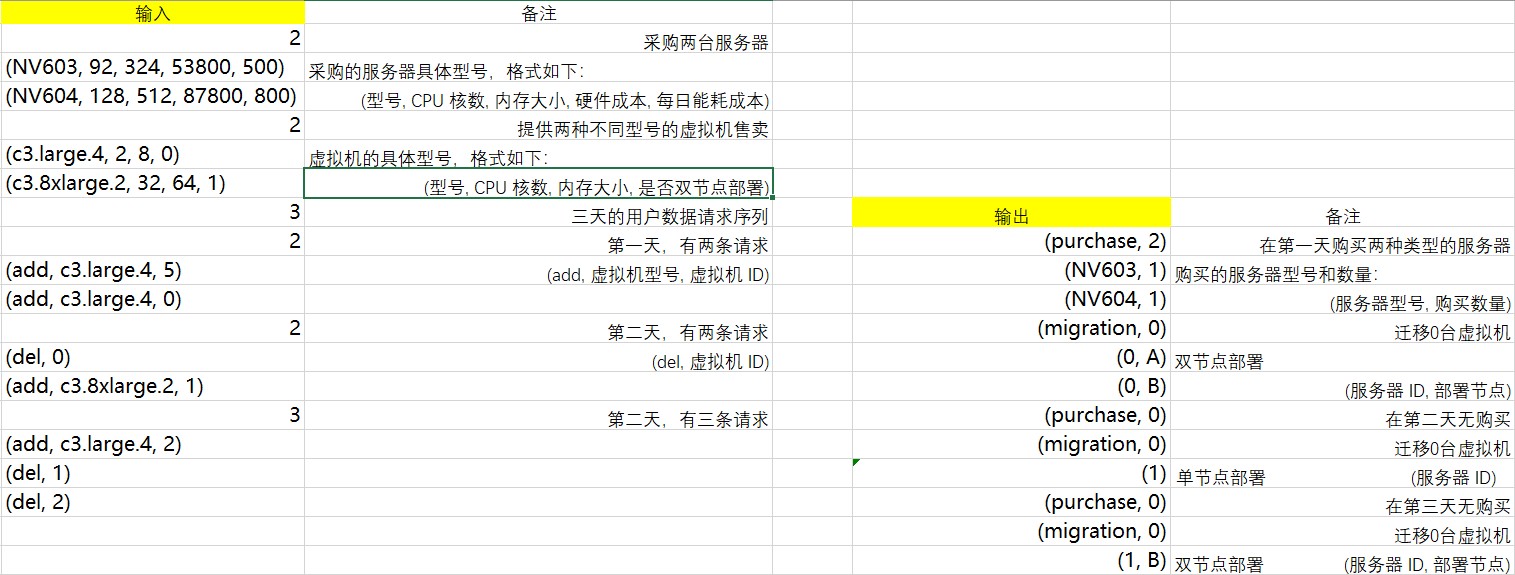 输入 备注
2 采购两台服务器
(NV603, 92, 324, 53800, 500) 采购的服务器具体型号，格式如下：
(NV604, 128, 512, 87800, 800) (型号, CPU 核数, 内存大小, 硬件成本, 每日能耗成本)
2 提供两种不同型号的虚拟机售卖
(c3.large.4, 2, 8, 0) 虚拟机的具体型号，格式如下：
(c3.8xlarge.2, 32, 64, 1) (型号, CPU 核数, 内存大小, 是否双节点部署)
3 三天的用户数据请求序列 输出 备注
2 第一天，有两条请求 (purchase, 2) 在第一天购买两种类型的服务器
(add, c3.large.4, 5) (add, 虚拟机型号, 虚拟机 ID) (NV603, 1) 购买的服务器型号和数量：
(add, c3.large.4, 0) (NV604, 1) (服务器型号, 购买数量)
2 第二天，有两条请求 (migration, 0) 迁移0台虚拟机
(del, 0) (del, 虚拟机 ID) (0, A) 双节点部署
(add, c3.8xlarge.2, 1) (0, B) (服务器 ID, 部署节点)
3 第二天，有三条请求 (purchase, 0) 在第二天无购买
(add, c3.large.4, 2) (migration, 0) 迁移0台虚拟机
(del, 1) (1) 单节点部署 (服务器 ID)
(del, 2) (purchase, 0) 在第三天无购买
(migration, 0) 迁移0台虚拟机
(1, B) 双节点部署 (服务器 ID, 部署节点)